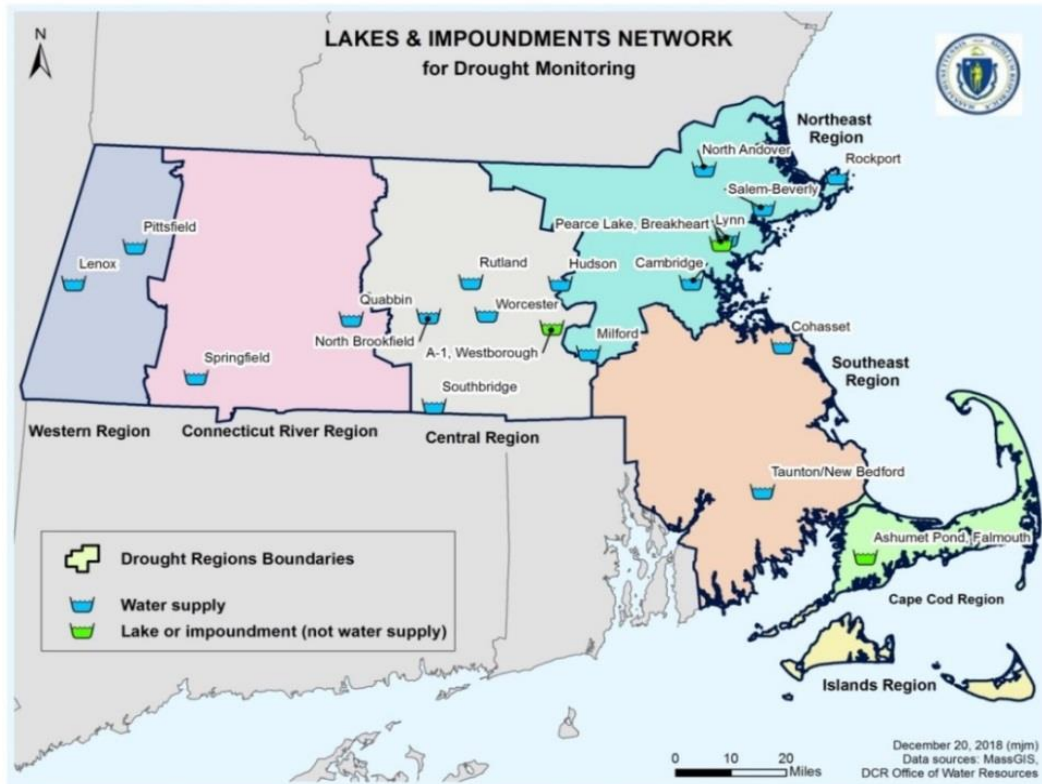 LAKES & IMPOUNDMENTS NETWORK
for Drought Monitoring
N
Northeast
Region
North Andover
Rockport
Salem-Beverly
Lynn
Pearce Lake, Breakheart
Pittsfield
Lenox
Rutland
Hudson
Cambridge
Quabbin
Worcester
North Brookfield
A-1, Westborough
Milford
Cohasset
Springfield
Southbridge
Southeast
Region
Western Region
Connecticut River Region
Central Region
Taunton/New Bedford
Ashumet Pond, Falmouth
Cape Cod Region
Islands Region
Drought Regions Boundaries
Water supply
Lake or impoundment (not water supply)
0 10 20
Miles
December 20, 2018 (mjm)
Data sources: MassGIS,
DCR Office of Water Resources